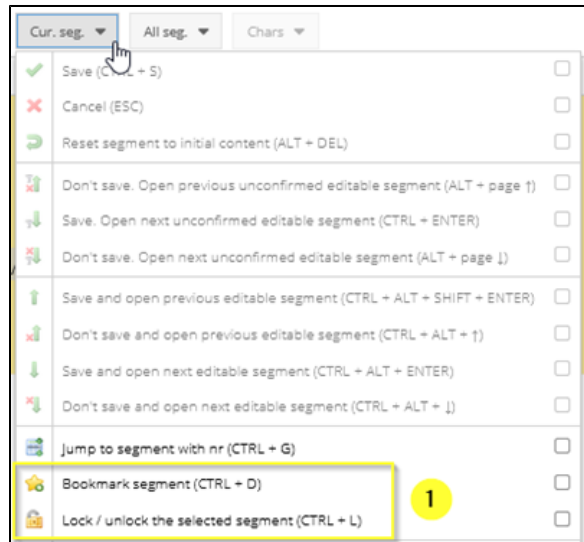 Cur. seg. All seg. Chars
Save (CTRL + S)
Cancel (ESC)
Reset segment to initial content (ALT + DEL)
Don't save. Open previous unconfirmed editable segment (ALT + page ↑)
Save. Open next unconfirmed editable segment (CTRL + ENTER)
Don't save. Open next unconfirmed editable segment (ALT + page ↓)
Save and open previous editable segment (CTRL + ALT + SHIFT + ENTER)
Don't save and open previous editable segment (CTRL + ALT + ↑)
Save and open next editable segment (CTRL + ALT + ENTER)
Don't save and open next editable segment (CTRL + ALT + ↓)
Jump to segment with nr (CTRL + G)
Bookmark segment (CTRL + D)
1
Lock / unlock the selected segment (CTRL + L)